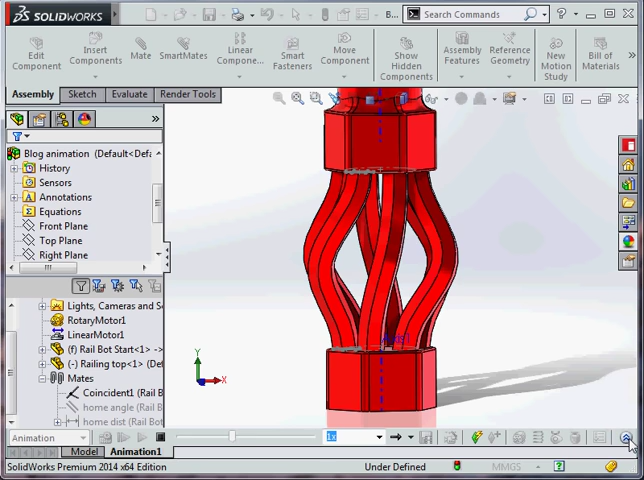 SOLIDWORKS
B...
Search Commands
?
Edit Component
Insert Components
Mate
SmartMates
Linear Compone...
Smart Fasteners
Move Component
Show Hidden Components
Assembly Features
Reference Geometry
New Motion Study
Bill of Materials
Assembly
Sketch
Evaluate
Render Tools
Blog animation (Default<Defa
History
Sensors
Annotations
Equations
Front Plane
Top Plane
Right Plane
Lights, Cameras and S
RotaryMotor1
LinearMotor1
(f) Rail Bot Start<1> ->
(-) Railing top<1> (Def
Mates
Coincident1 (Rail B
home angle (Rail B
home dist (Rail Bot
Y
X
Animation
1x
Model
Animation1
SolidWorks Premium 2014 x64 Edition
Under Defined
MMGS